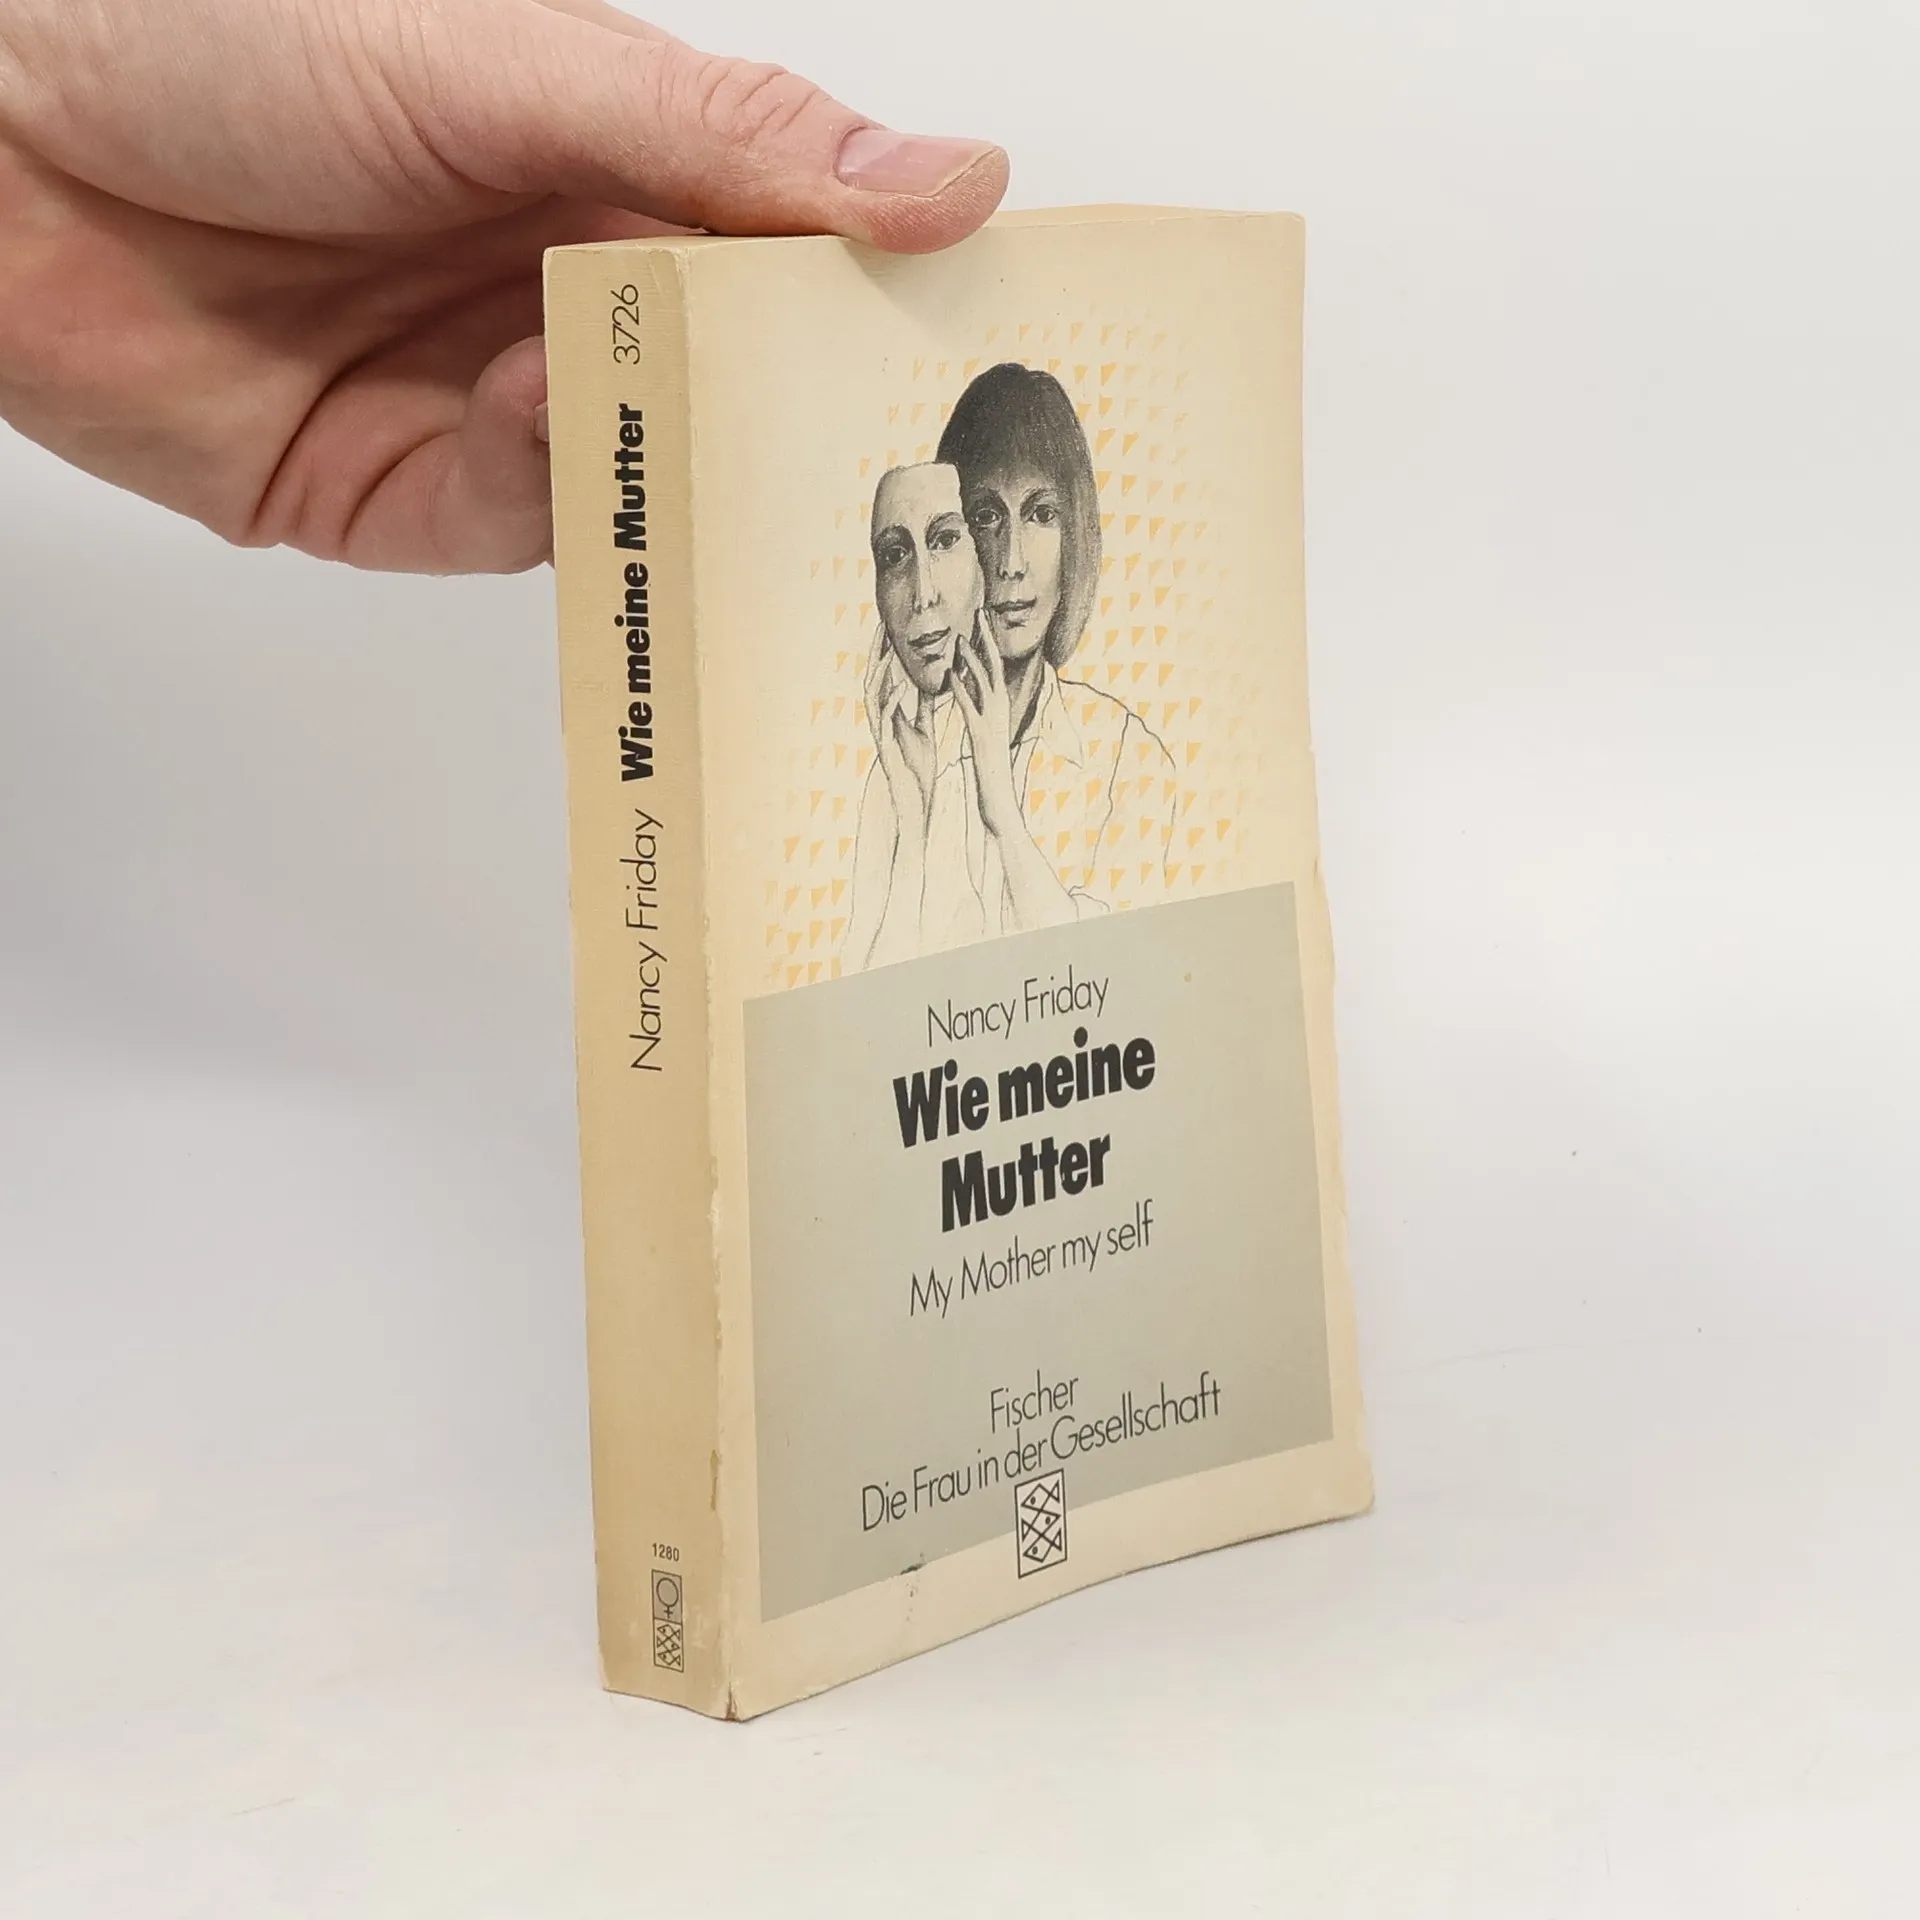 Nancy Friday Wie meine Mutter 3726
1280
Nancy Friday
Wie meine
Mutter
My Mother my self
Fischer
Die Frau in der Gesellschaft